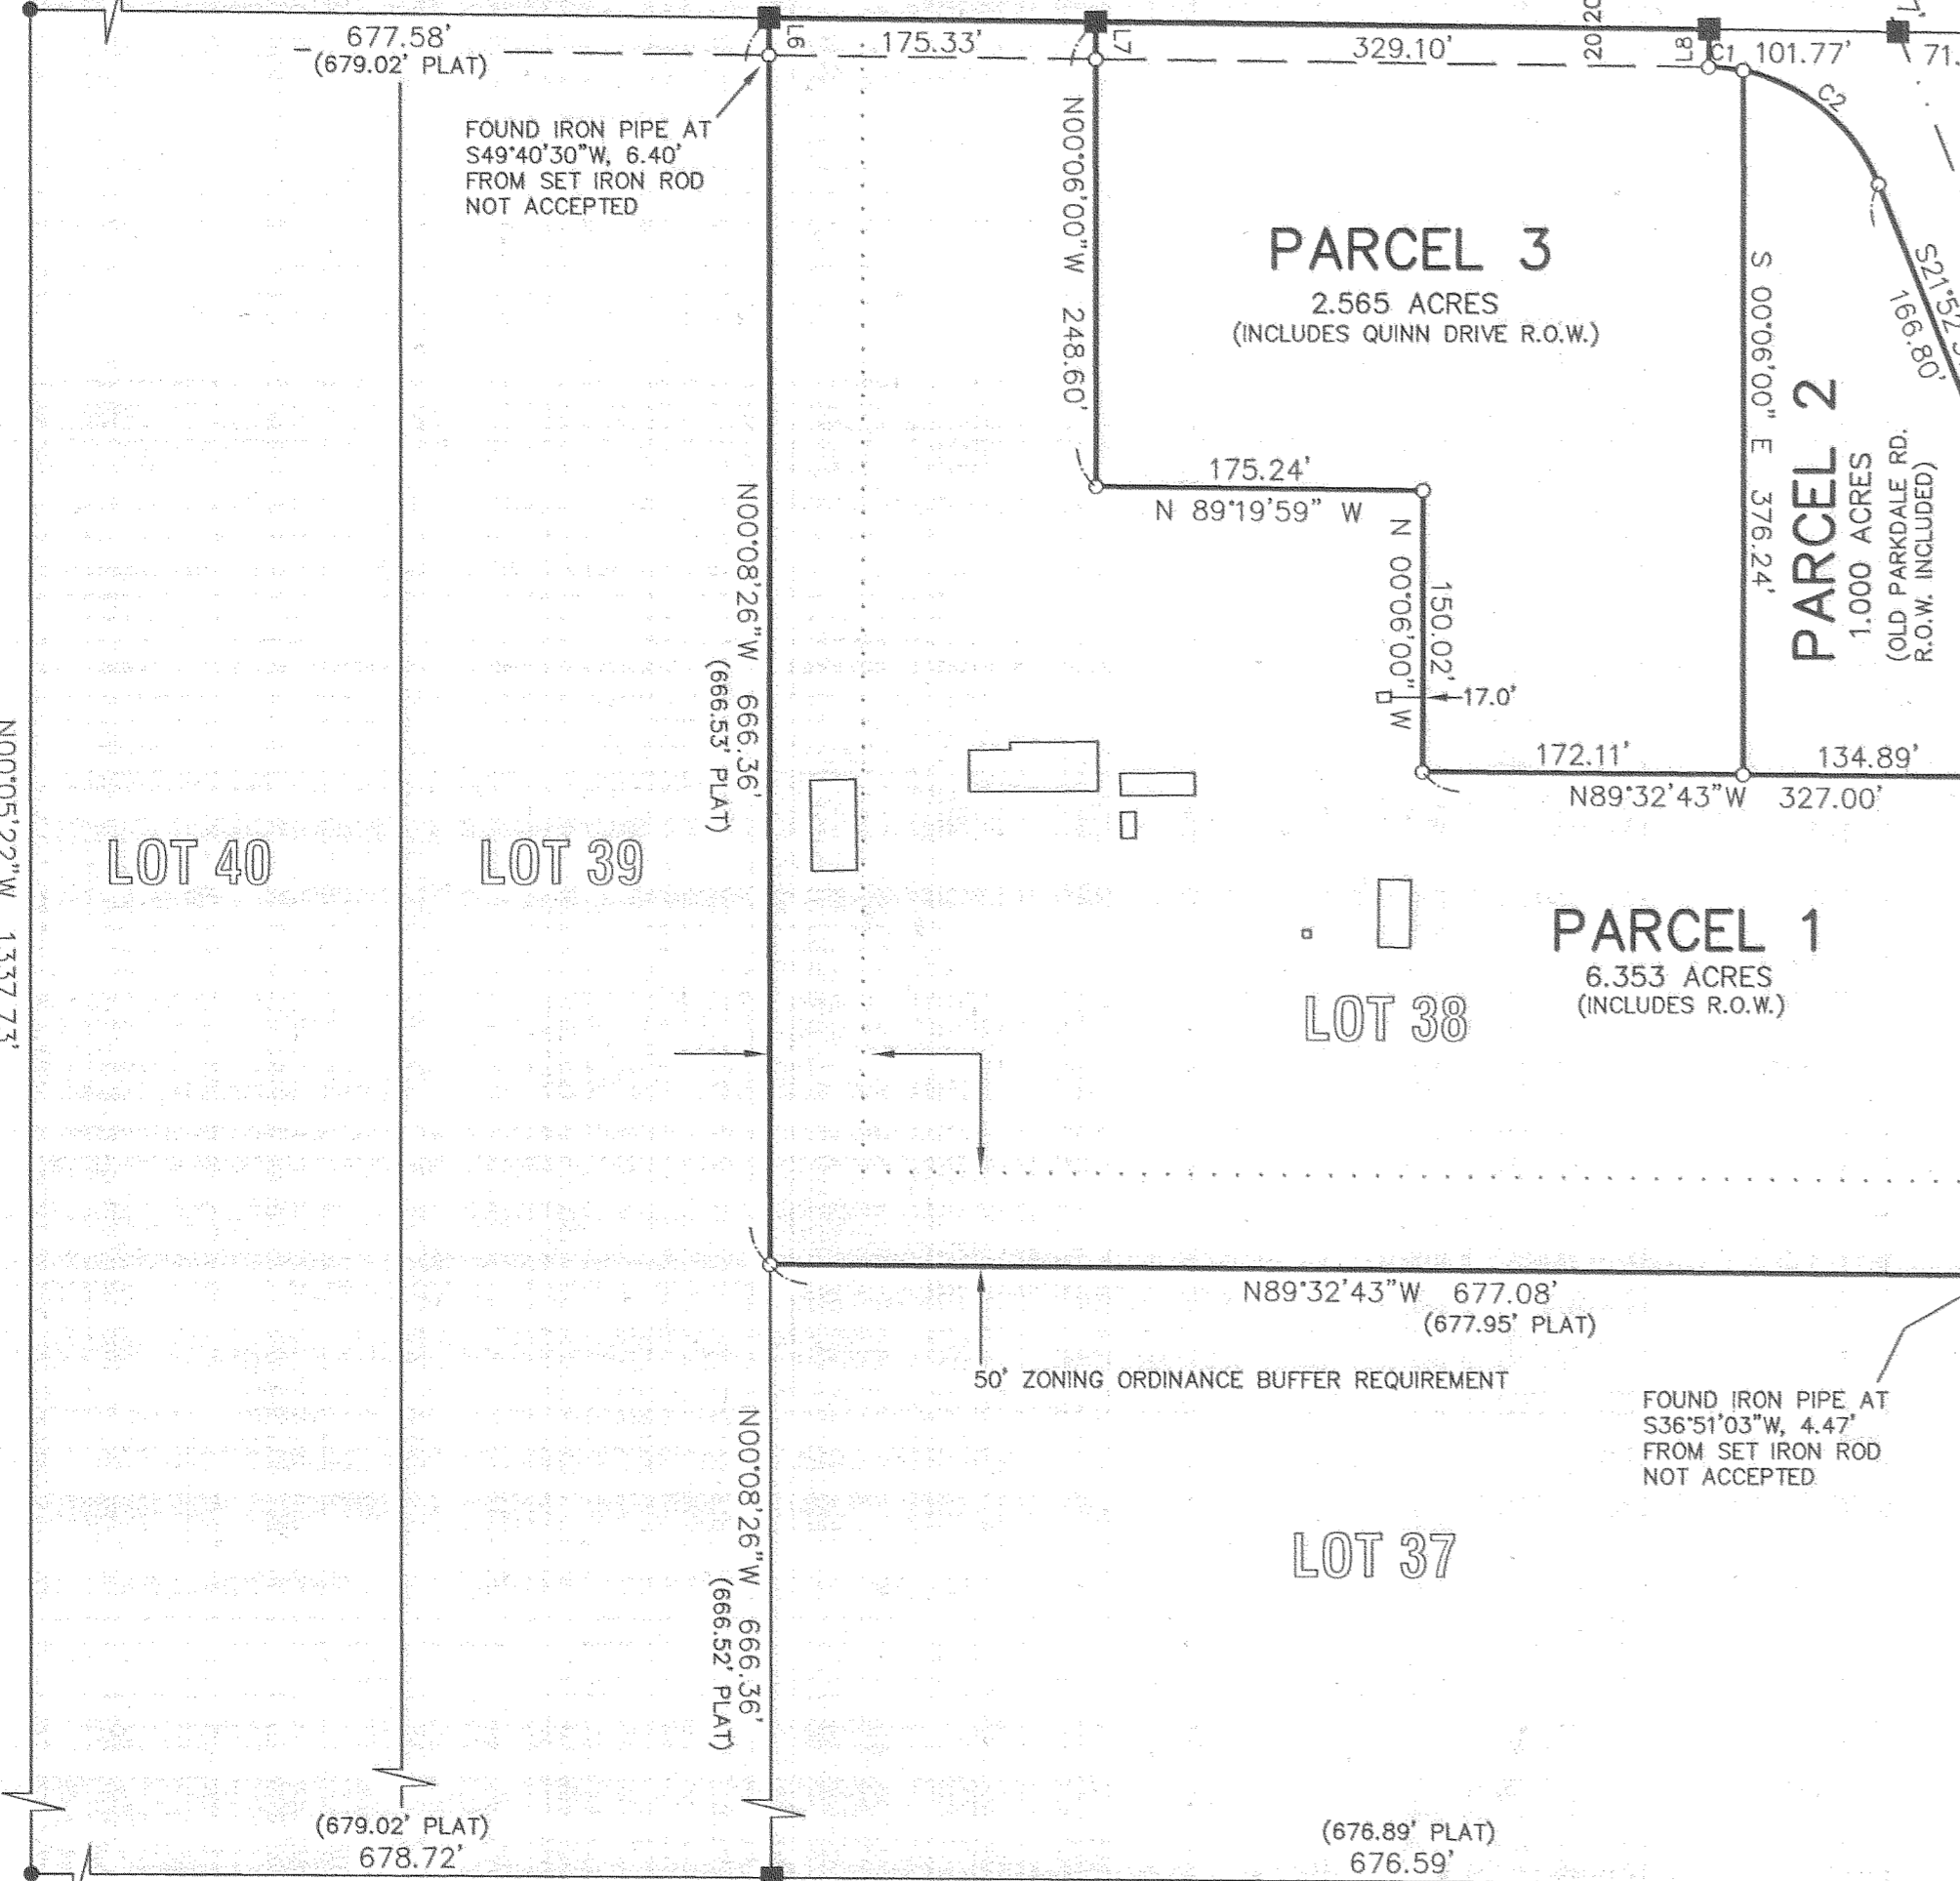 677.58'
(679.02' PLAT)
L6
175.33'
L7
329.10'
L8
C1
101.77'
C2
FOUND IRON PIPE AT
S49°40'30"W, 6.40'
FROM SET IRON ROD
NOT ACCEPTED
N00°06'00"W 248.60'
PARCEL 3
2.565 ACRES
(INCLUDES QUINN DRIVE R.O.W.)
S 00°06'00" E 376.24'
166.80'
PARCEL 2
1.000 ACRES
(OLD PARKDALE RD.
R.O.W. INCLUDED)
175.24'
N 89°19'59" W
N 00°06'00" W
150.02'
17.0'
N00°08'26"W 666.36'
(666.53' PLAT)
172.11'
134.89'
N89°32'43"W 327.00'
N00°05'22"W 1337.73'
LOT 40
LOT 39
PARCEL 1
6.353 ACRES
(INCLUDES R.O.W.)
LOT 38
N89°32'43"W 677.08'
(677.95' PLAT)
50' ZONING ORDINANCE BUFFER REQUIREMENT
FOUND IRON PIPE AT
S36°51'03"W, 4.47'
FROM SET IRON ROD
NOT ACCEPTED
N00°08'26"W 666.36'
(666.52' PLAT)
LOT 37
(679.02' PLAT)
678.72'
(676.89' PLAT)
676.59'